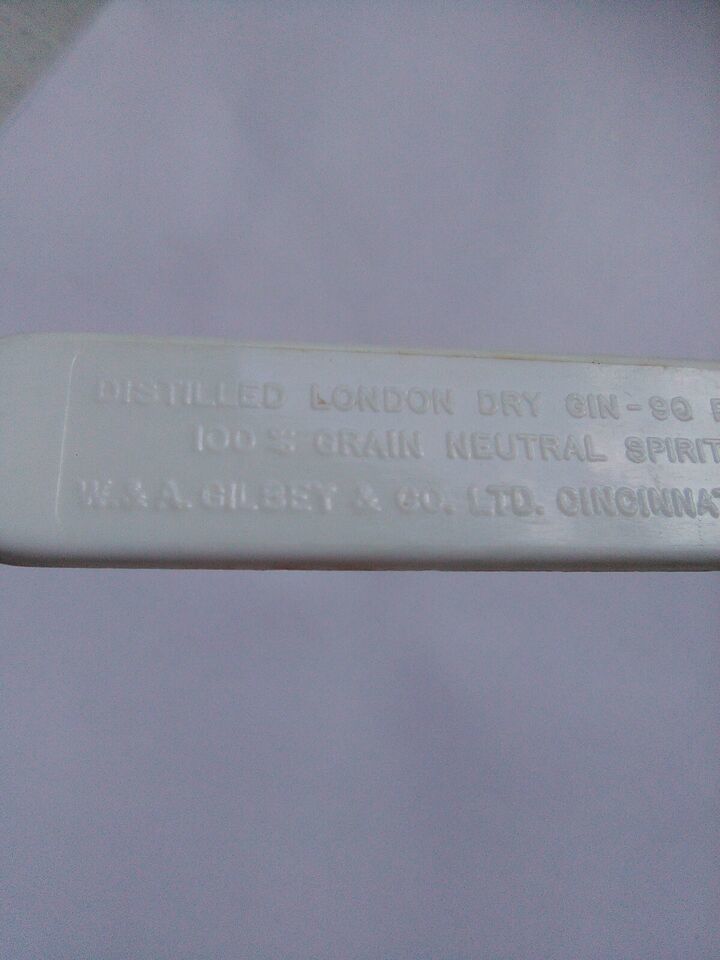 DISTILLED LONDON DRY GIN-90 P
100% GRAIN NEUTRAL SPIRIT
W. & A. GILBEY & CO. LTD. CINCINNAT